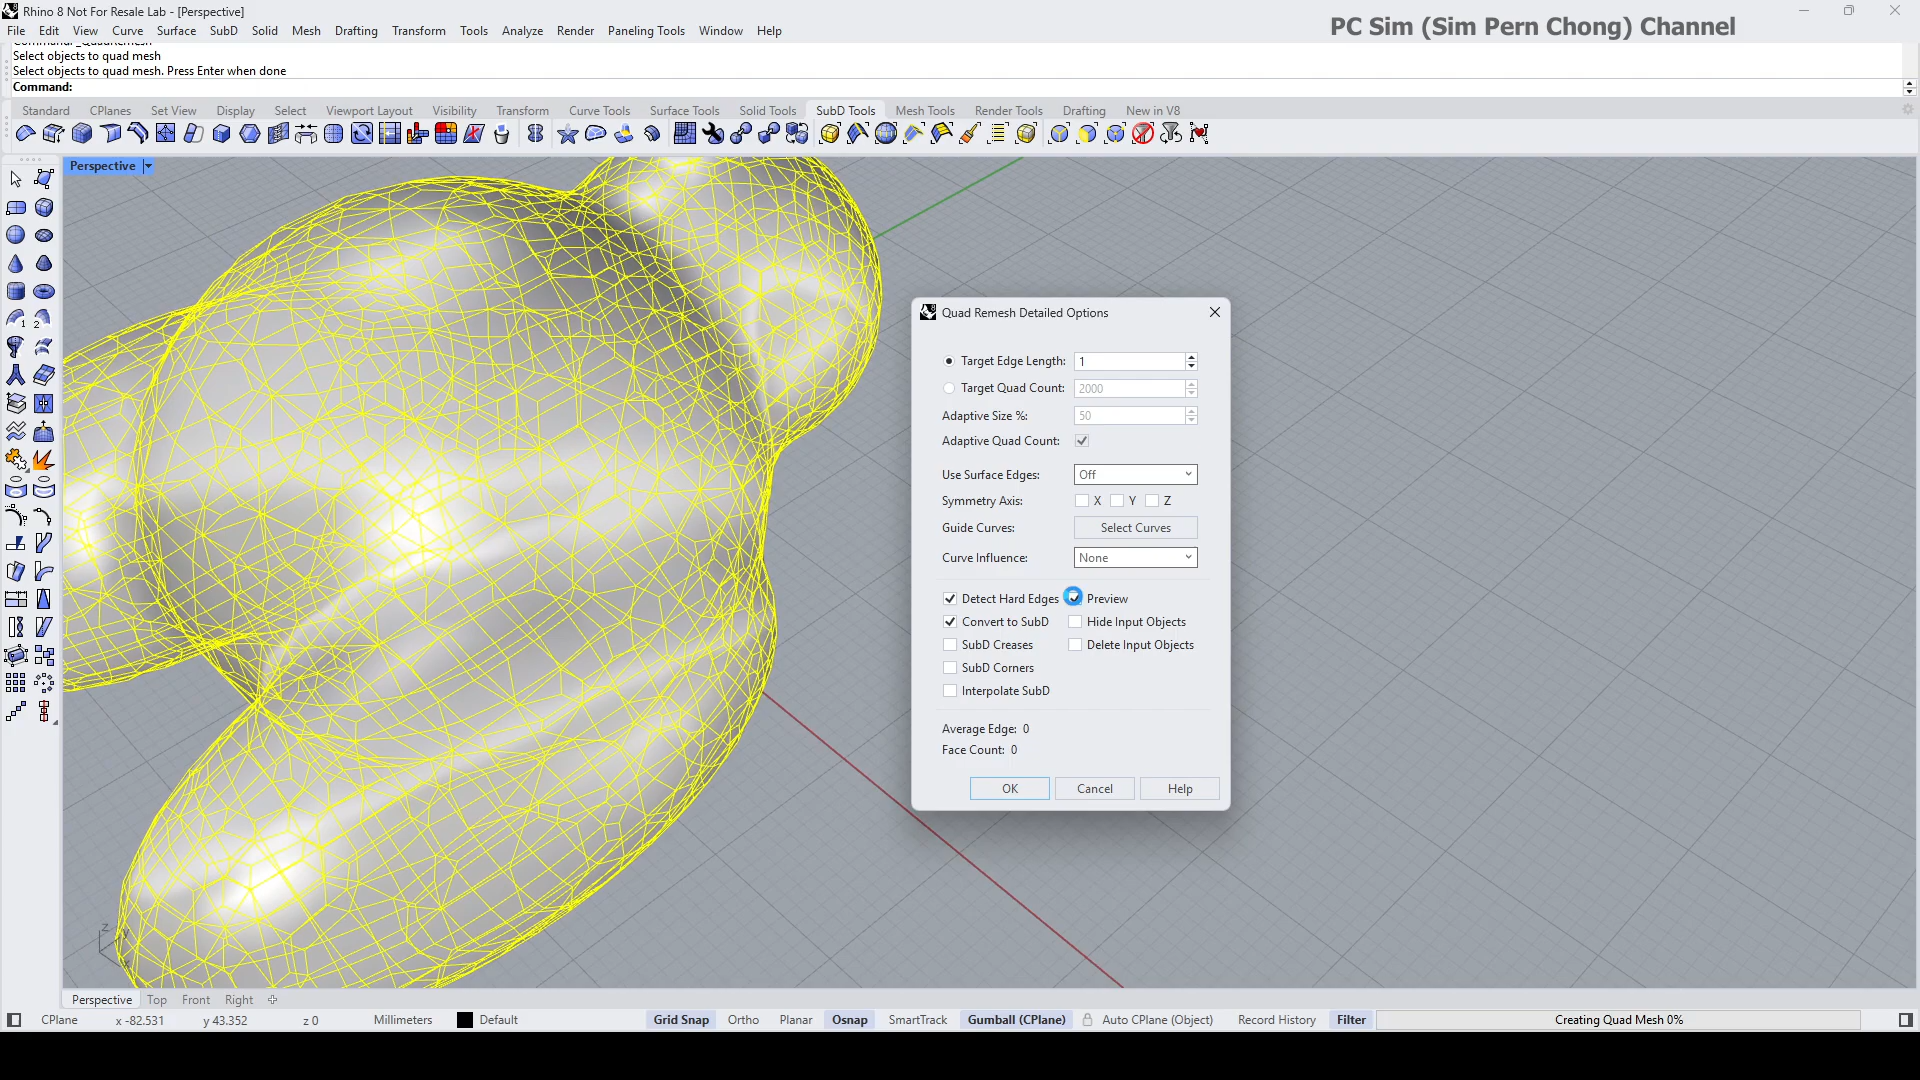 Rhino 8 Not For Resale Lab - [Perspective]
PC Sim (Sim Pern Chong) Channel
File Edit View Curve Surface SubD Solid Mesh Drafting Transform Tools Analyze Render Paneling Tools Window Help
Select objects to quad mesh
Select objects to quad mesh. Press Enter when done
Command:
Standard CPlanes Set View Display Select Viewport Layout Visibility Transform Curve Tools Surface Tools Solid Tools SubD Tools Mesh Tools Render Tools Drafting New in V8
Perspective
Quad Remesh Detailed Options
Target Edge Length: 1
Target Quad Count: 2000
Adaptive Size %: 50
Adaptive Quad Count:
Use Surface Edges: Off
Symmetry Axis: X Y Z
Guide Curves: Select Curves
Curve Influence: None
Detect Hard Edges Preview
Convert to SubD Hide Input Objects
SubD Creases Delete Input Objects
SubD Corners
Interpolate SubD
Average Edge: 0
Face Count: 0
OK Cancel Help
z
y
x
Perspective Top Front Right
CPlane x -82.531 y 43.352 z 0 Millimeters Default Grid Snap Ortho Planar Osnap SmartTrack Gumball (CPlane) Auto CPlane (Object) Record History Filter Creating Quad Mesh 0%